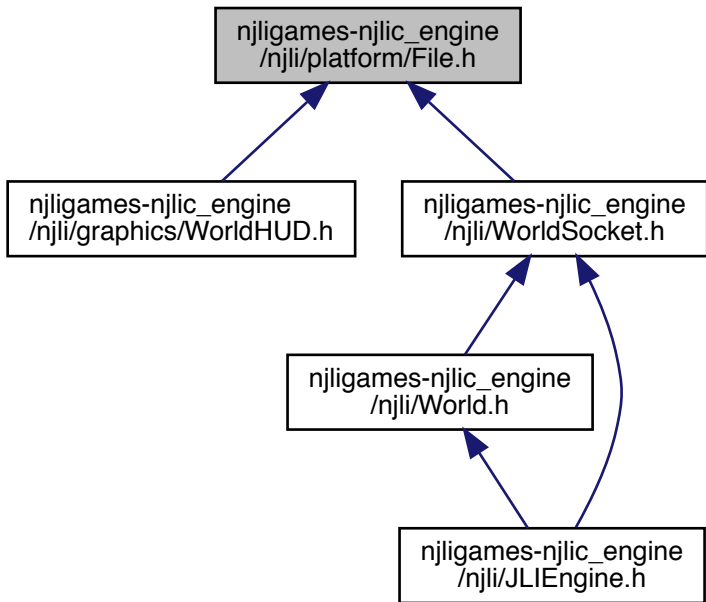 njligames-njlic_engine
/njli/platform/File.h
njligames-njlic_engine
/njli/graphics/WorldHUD.h
njligames-njlic_engine
/njli/WorldSocket.h
njligames-njlic_engine
/njli/World.h
njligames-njlic_engine
/njli/JLIEngine.h